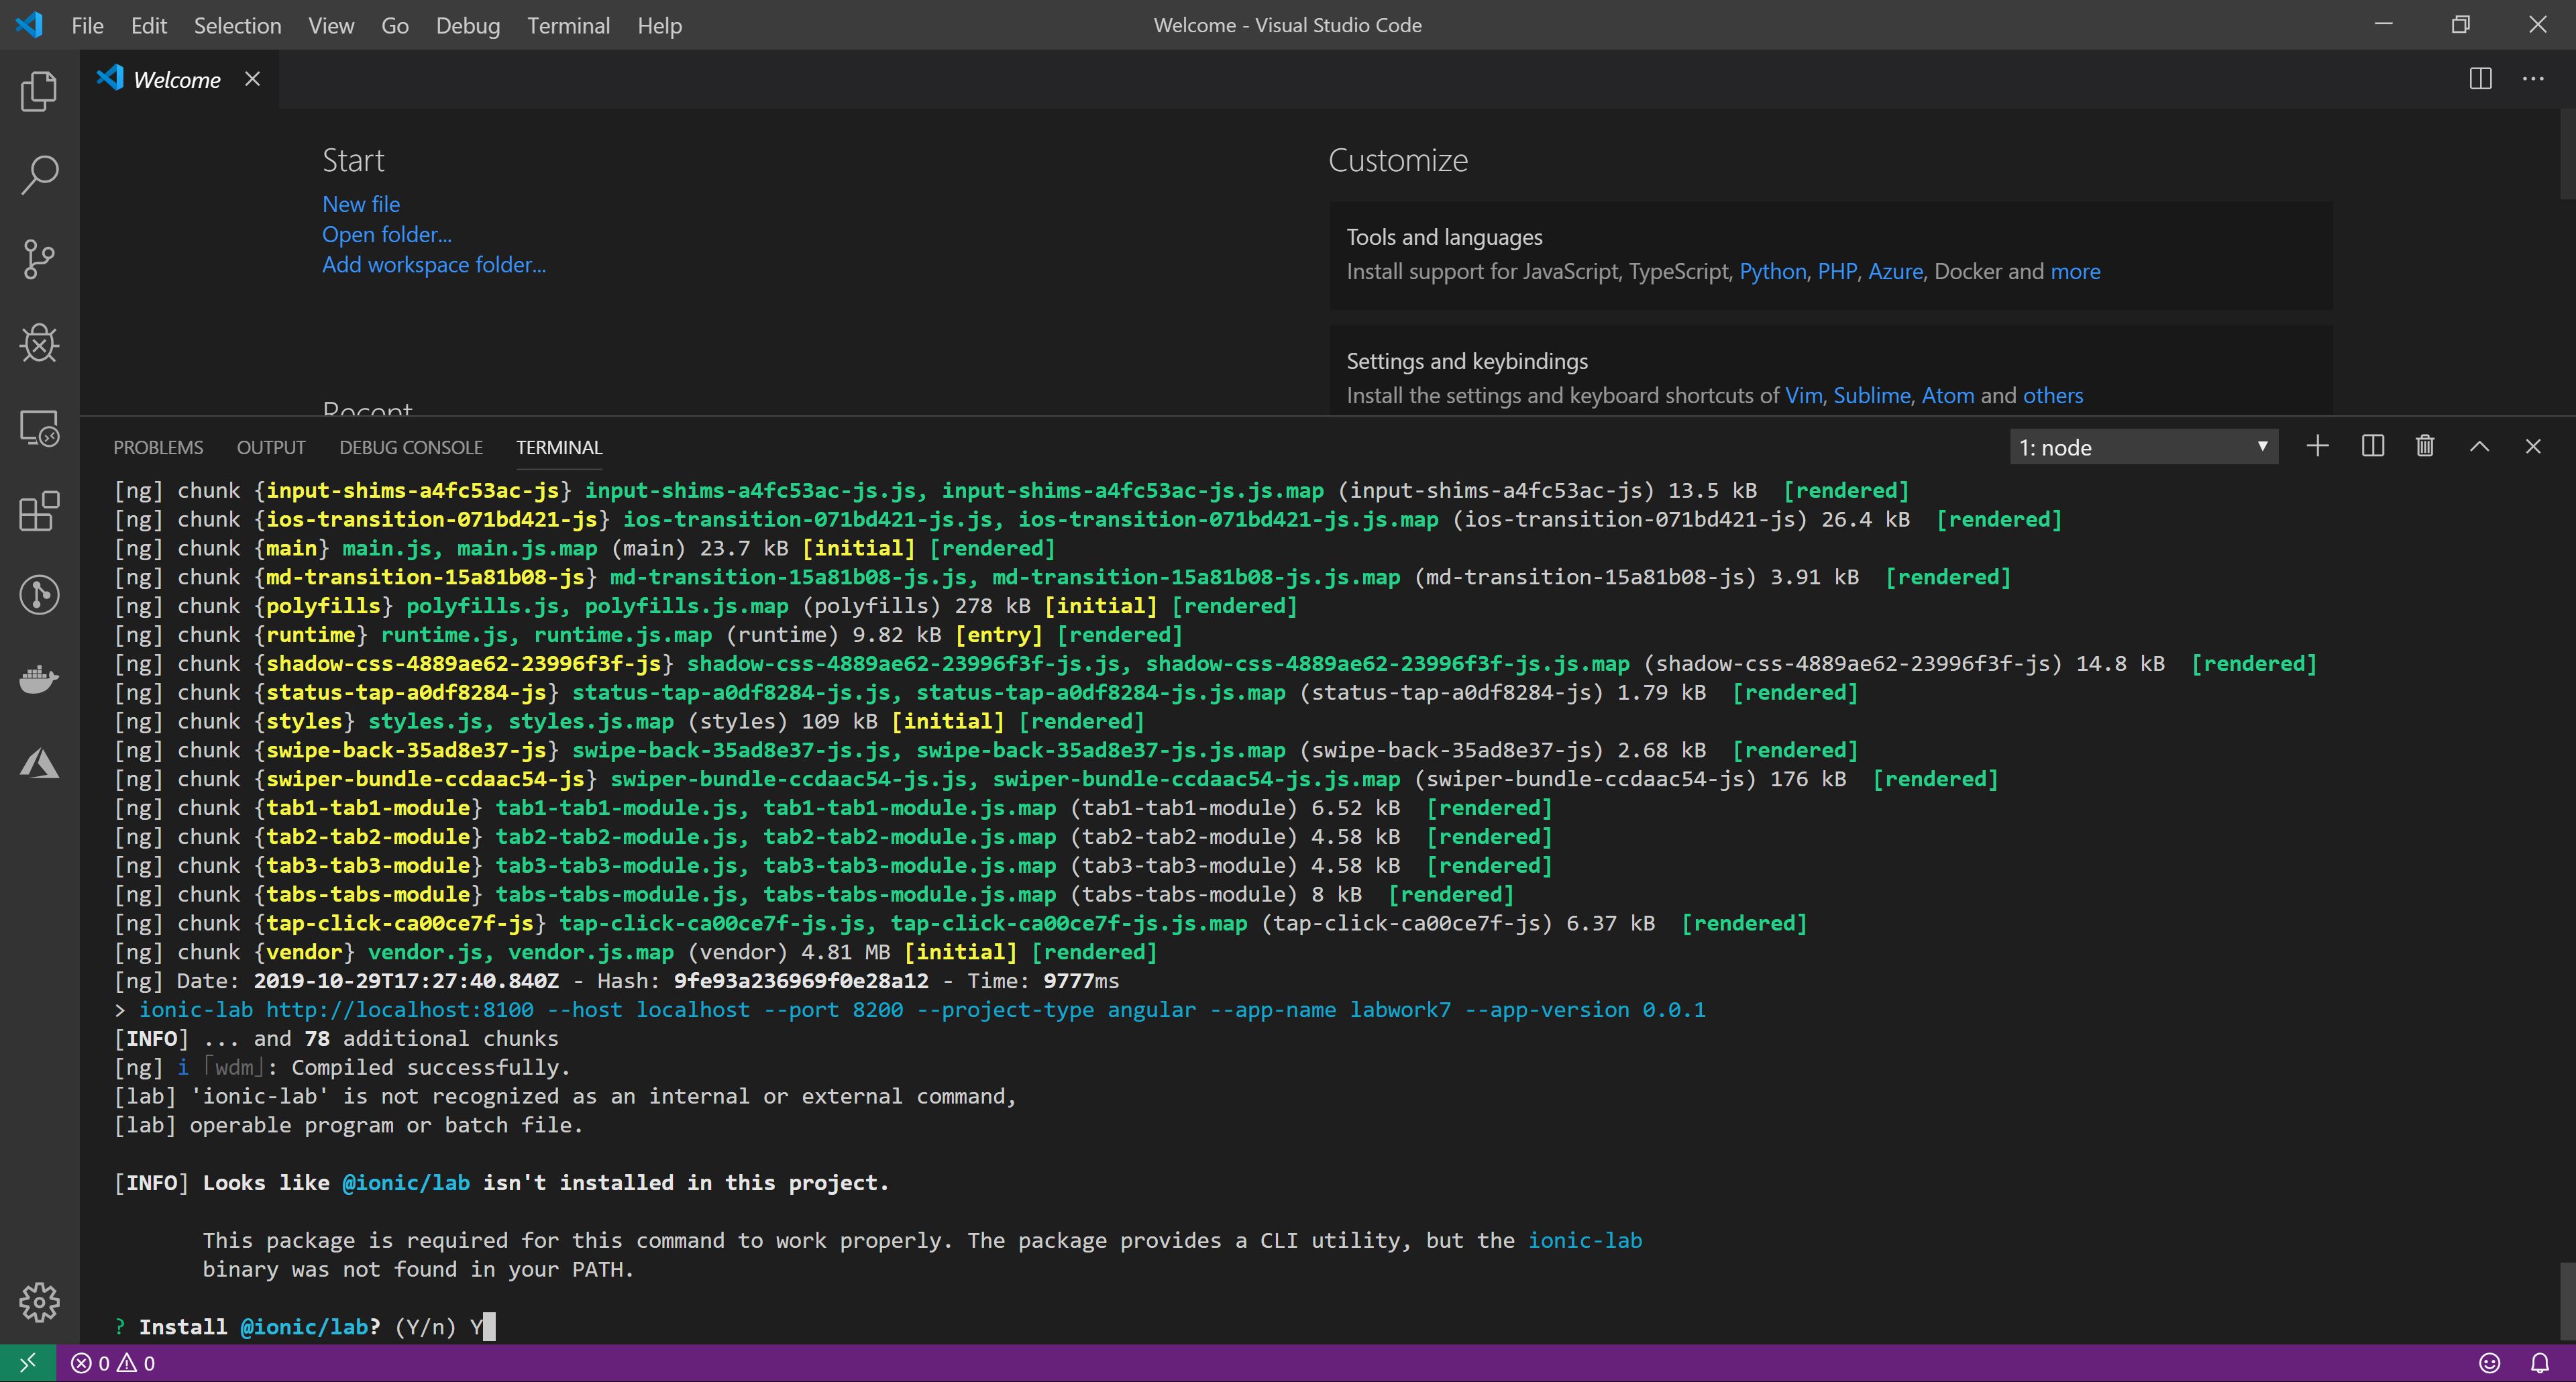 File Edit Selection View Go Debug Terminal Help
Welcome - Visual Studio Code
Welcome
Start
New file
Open folder...
Add workspace folder...
Recent
Customize
Tools and languages
Install support for JavaScript, TypeScript, Python, PHP, Azure, Docker and more
Settings and keybindings
Install the settings and keyboard shortcuts of Vim, Sublime, Atom and others
PROBLEMS OUTPUT DEBUG CONSOLE TERMINAL
1: node
[ng] chunk {input-shims-a4fc53ac-js} input-shims-a4fc53ac-js.js, input-shims-a4fc53ac-js.js.map (input-shims-a4fc53ac-js) 13.5 kB [rendered]
[ng] chunk {ios-transition-071bd421-js} ios-transition-071bd421-js.js, ios-transition-071bd421-js.js.map (ios-transition-071bd421-js) 26.4 kB [rendered]
[ng] chunk {main} main.js, main.js.map (main) 23.7 kB [initial] [rendered]
[ng] chunk {md-transition-15a81b08-js} md-transition-15a81b08-js.js, md-transition-15a81b08-js.js.map (md-transition-15a81b08-js) 3.91 kB [rendered]
[ng] chunk {polyfills} polyfills.js, polyfills.js.map (polyfills) 278 kB [initial] [rendered]
[ng] chunk {runtime} runtime.js, runtime.js.map (runtime) 9.82 kB [entry] [rendered]
[ng] chunk {shadow-css-4889ae62-23996f3f-js} shadow-css-4889ae62-23996f3f-js.js, shadow-css-4889ae62-23996f3f-js.js.map (shadow-css-4889ae62-23996f3f-js) 14.8 kB [rendered]
[ng] chunk {status-tap-a0df8284-js} status-tap-a0df8284-js.js, status-tap-a0df8284-js.js.map (status-tap-a0df8284-js) 1.79 kB [rendered]
[ng] chunk {styles} styles.js, styles.js.map (styles) 109 kB [initial] [rendered]
[ng] chunk {swipe-back-35ad8e37-js} swipe-back-35ad8e37-js.js, swipe-back-35ad8e37-js.js.map (swipe-back-35ad8e37-js) 2.68 kB [rendered]
[ng] chunk {swiper-bundle-ccdaac54-js} swiper-bundle-ccdaac54-js.js, swiper-bundle-ccdaac54-js.js.map (swiper-bundle-ccdaac54-js) 176 kB [rendered]
[ng] chunk {tab1-tab1-module} tab1-tab1-module.js, tab1-tab1-module.js.map (tab1-tab1-module) 6.52 kB [rendered]
[ng] chunk {tab2-tab2-module} tab2-tab2-module.js, tab2-tab2-module.js.map (tab2-tab2-module) 4.58 kB [rendered]
[ng] chunk {tab3-tab3-module} tab3-tab3-module.js, tab3-tab3-module.js.map (tab3-tab3-module) 4.58 kB [rendered]
[ng] chunk {tabs-tabs-module} tabs-tabs-module.js, tabs-tabs-module.js.map (tabs-tabs-module) 8 kB [rendered]
[ng] chunk {tap-click-ca00ce7f-js} tap-click-ca00ce7f-js.js, tap-click-ca00ce7f-js.js.map (tap-click-ca00ce7f-js) 6.37 kB [rendered]
[ng] chunk {vendor} vendor.js, vendor.js.map (vendor) 4.81 MB [initial] [rendered]
[ng] Date: 2019-10-29T17:27:40.840Z - Hash: 9fe93a236969f0e28a12 - Time: 9777ms
> ionic-lab http://localhost:8100 --host localhost --port 8200 --project-type angular --app-name labwork7 --app-version 0.0.1
[INFO] ... and 78 additional chunks
[ng] i ｢wdm｣: Compiled successfully.
[lab] 'ionic-lab' is not recognized as an internal or external command,
[lab] operable program or batch file.
[INFO] Looks like @ionic/lab isn't installed in this project.
This package is required for this command to work properly. The package provides a CLI utility, but the ionic-lab
binary was not found in your PATH.
? Install @ionic/lab? (Y/n) Y
0 0